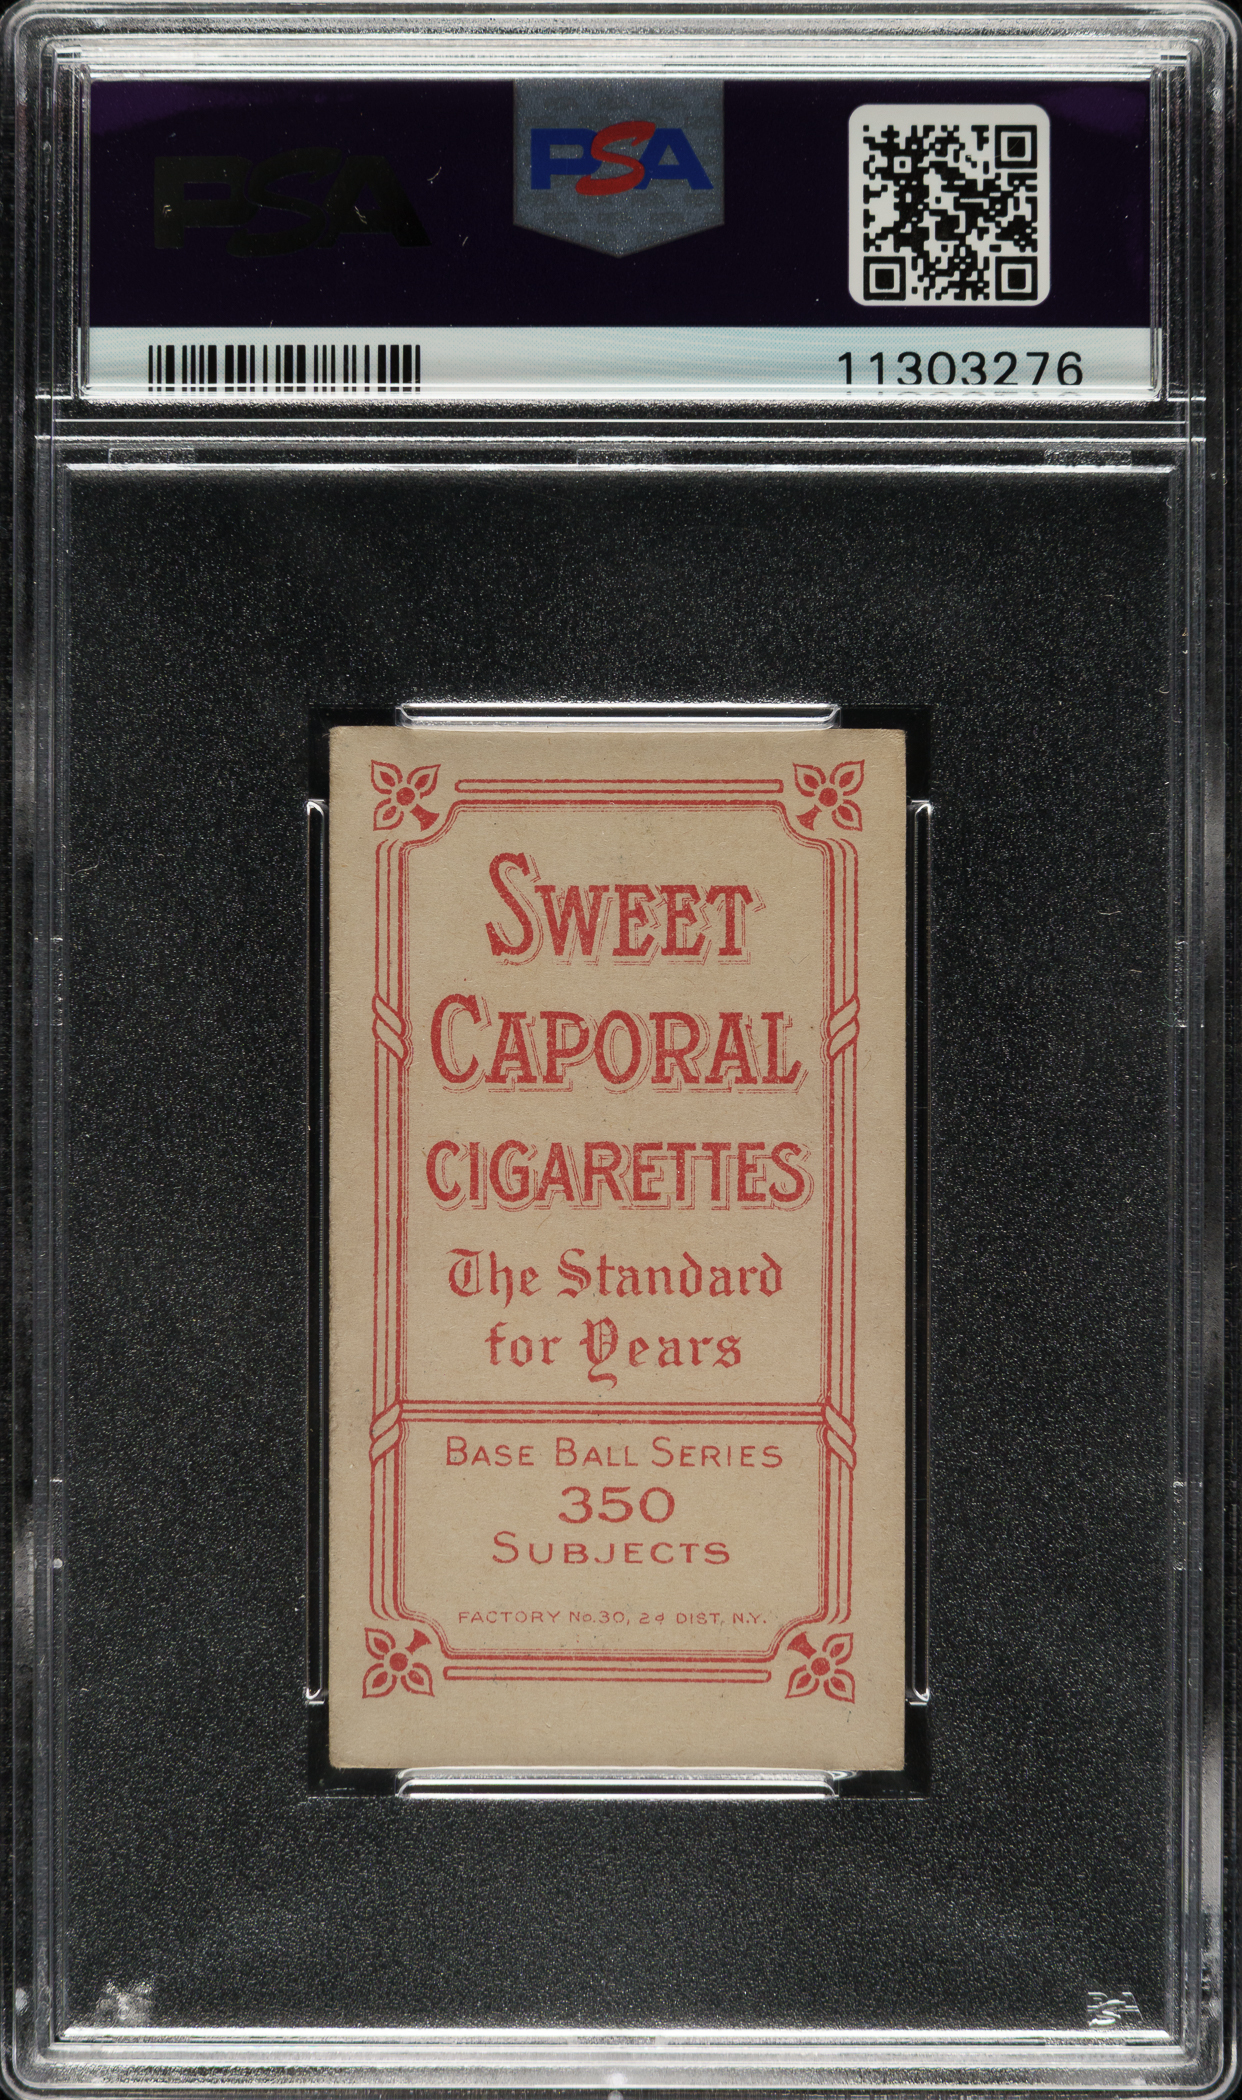 PSA
PSA
11303276
SWEET
CAPORAL
CIGARETTES
The Standard
for Years
BASE BALL SERIES
350
SUBJECTS
FACTORY No. 30, 2d DIST. N.Y.
PSA